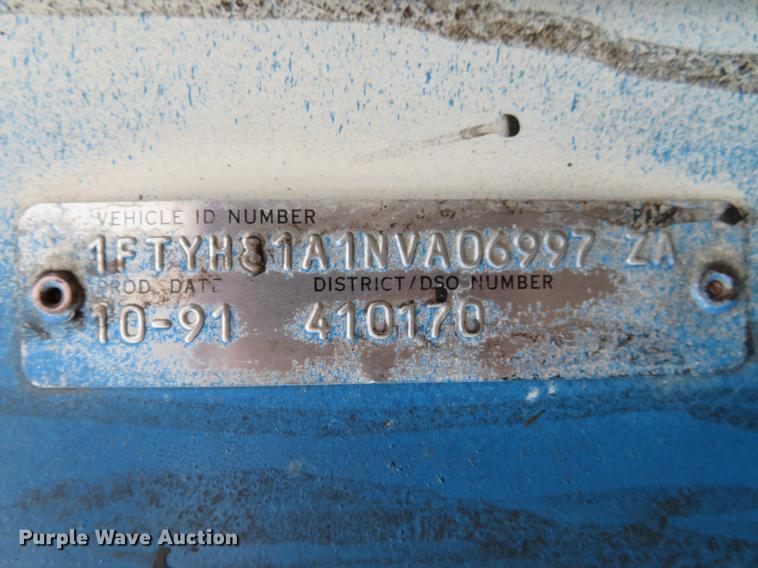 VEHICLE ID NUMBER
1FTYH81A1NVA06997 ZA
PROD. DATE DISTRICT/DSO NUMBER
10-91 410170
Purple Wave Auction